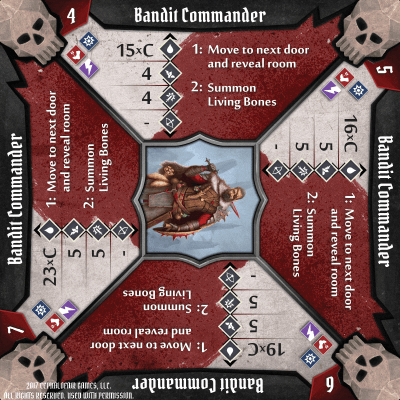 4
Bandit Commander
15xC
4
4
-
1: Move to next door
and reveal room
2: Summon
Living Bones
5
Bandit Commander
16xC
5
5
-
1: Move to next door
and reveal room
2: Summon
Living Bones
6
Bandit Commander
19xC
5
5
-
1: Move to next door
and reveal room
2: Summon
Living Bones
7
Bandit Commander
23xC
5
5
-
1: Move to next door
and reveal room
2: Summon
Living Bones
2017 CEPHALOFAIR GAMES, LLC.
ALL RIGHTS RESERVED. USED WITH PERMISSION.